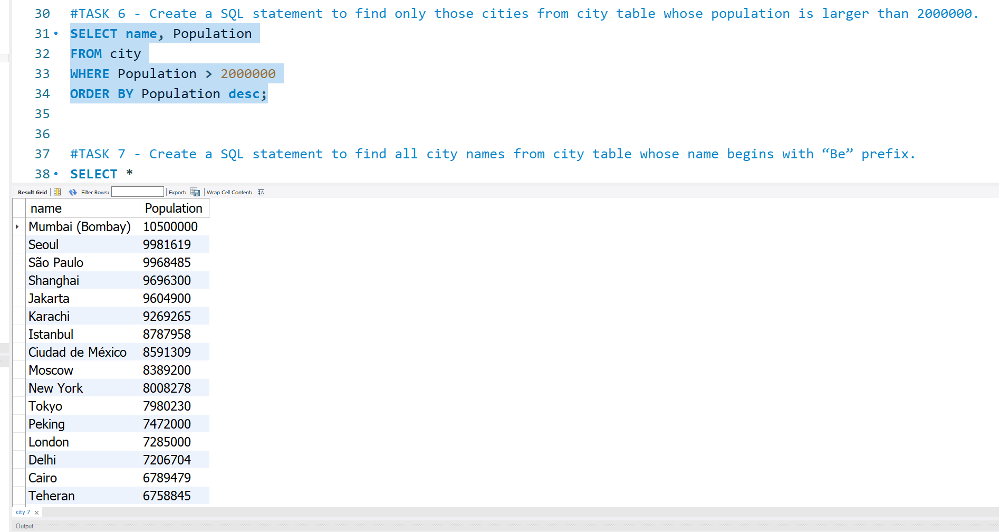 30 #TASK 6 - Create a SQL statement to find only those cities from city table whose population is larger than 2000000.
31 SELECT name, Population
32 FROM city
33 WHERE Population > 2000000
34 ORDER BY Population desc;
35
36
37 #TASK 7 - Create a SQL statement to find all city names from city table whose name begins with “Be” prefix.
38 SELECT *
Result Grid Filter Rows: Export: Wrap Cell Content:
name Population
Mumbai (Bombay) 10500000
Seoul 9981619
São Paulo 9968485
Shanghai 9696300
Jakarta 9604900
Karachi 9269265
Istanbul 8787958
Ciudad de México 8591309
Moscow 8389200
New York 8008278
Tokyo 7980230
Peking 7472000
London 7285000
Delhi 7206704
Cairo 6789479
Teheran 6758845
city 7
Output